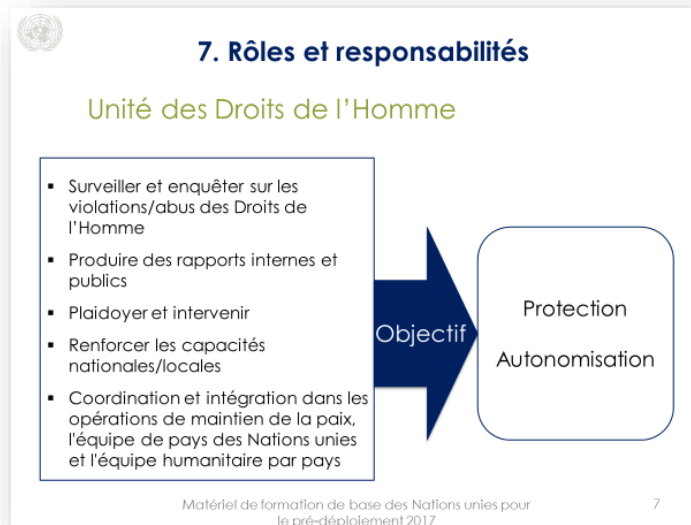 7. Rôles et responsabilités
Unité des Droits de l'Homme
▪ Surveiller et enquêter sur les
violations/abus des Droits de
l'Homme
▪ Produire des rapports internes et
publics
▪ Plaidoyer et intervenir
▪ Renforcer les capacités
nationales/locales
▪ Coordination et intégration dans les
opérations de maintien de la paix,
l'équipe de pays des Nations unies
et l'équipe humanitaire par pays
Objectif
Protection
Autonomisation
Matériel de formation de base des Nations unies pour
le pré-déploiement 2017
7